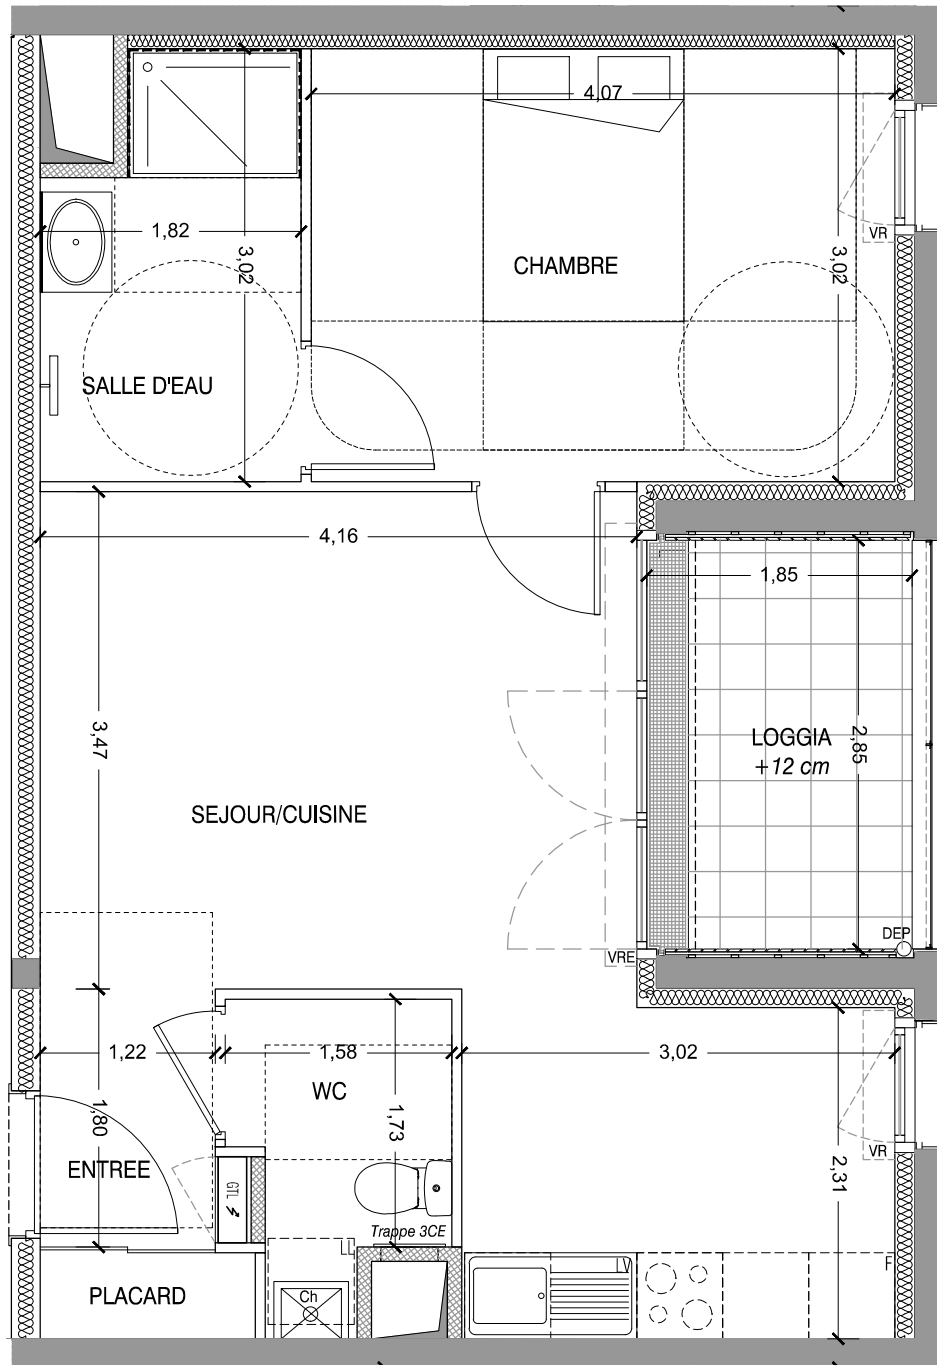 4,07
1,82
3,02
VR
3,02
CHAMBRE
SALLE D'EAU
4,16
1,85
3,47
LOGGIA
+12 cm
2,85
SEJOUR/CUISINE
DEP
VRE
1,22
1,58
3,02
WC
1,80
1,73
VR
ENTREE
GTL
2,31
Trappe 3CE
LL
LV
F
PLACARD
Ch